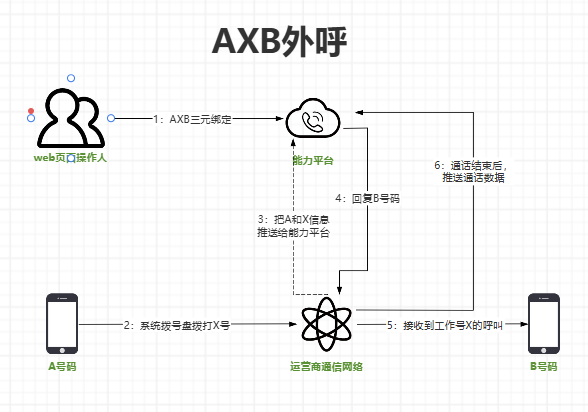 AXB外呼
1：AXB三元绑定
web页面操作人
能力平台
6：通话结束后，
推送通话数据
4：回复B号码
3：把A和X信息
推送给能力平台
2：系统拨号盘拨打X号
5：接收到工作号X的呼叫
A号码
运营商通信网络
B号码